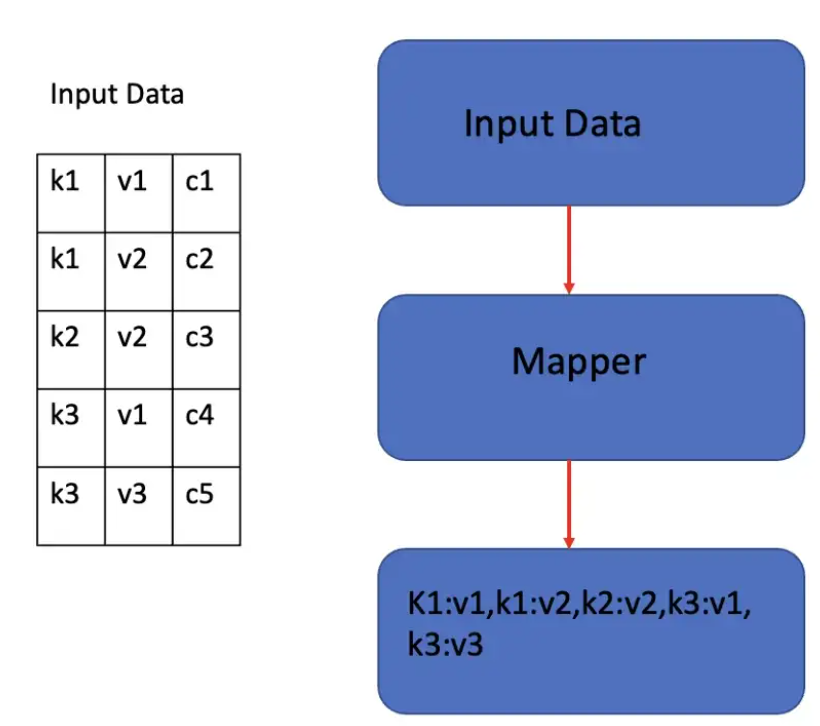 Input Data
k1 v1 c1
k1 v2 c2
k2 v2 c3
k3 v1 c4
k3 v3 c5
Input Data
Mapper
K1:v1,k1:v2,k2:v2,k3:v1,
k3:v3